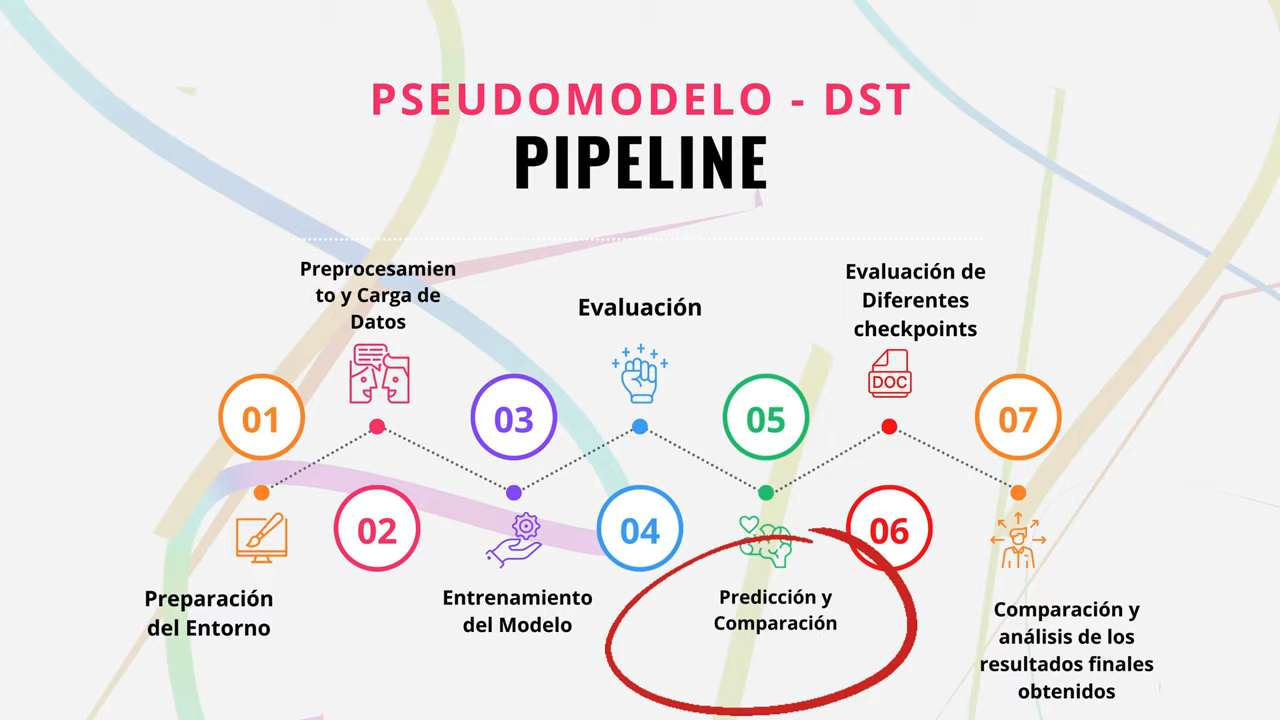 PSEUDOMODELO - DST
PIPELINE
01
Preparación
del Entorno
02
Preprocesamien
to y Carga de
Datos
03
Entrenamiento
del Modelo
04
Evaluación
05
Predicción y
Comparación
06
Evaluación de
Diferentes
checkpoints
DOC
07
Comparación y
análisis de los
resultados finales
obtenidos